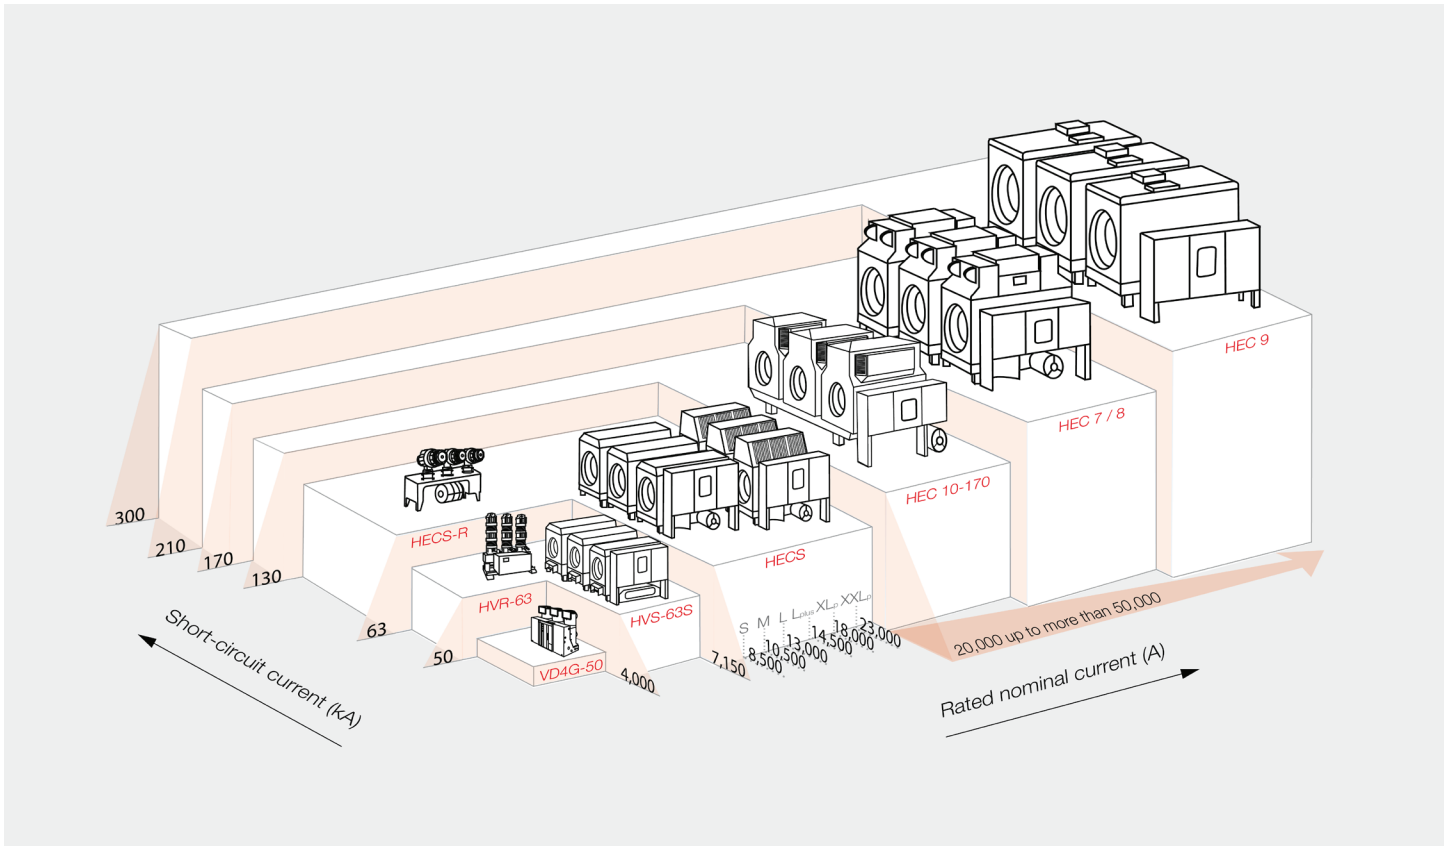 HEC 9
HEC 7 / 8
HEC 10-170
HECS-R
HECS
HVR-63
HVS-63S
VD4G-50
300
210
170
130
63
50
Short-circuit current (kA)
S M L Lplus XLp XXLp
4,000
7,150
8,500
10,500
13,000
14,500
18,000
23,000
20,000 up to more than 50,000
Rated nominal current (A)